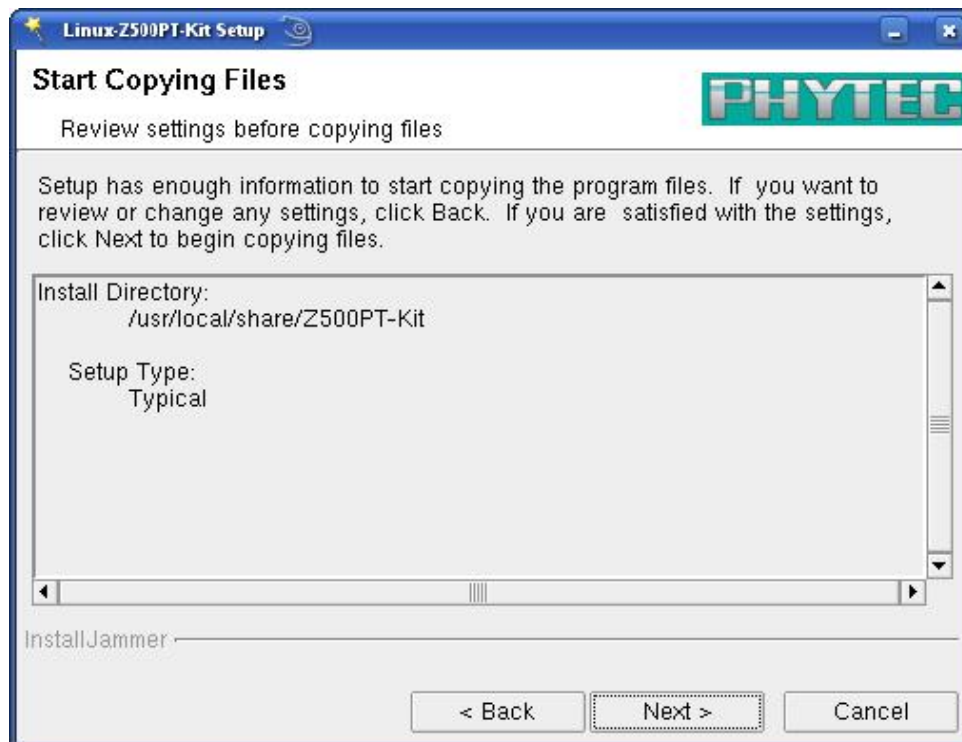 Linux-Z500PT-Kit Setup
Start Copying Files
PHYTEC
Review settings before copying files
Setup has enough information to start copying the program files. If you want to
review or change any settings, click Back. If you are satisfied with the settings,
click Next to begin copying files.
Install Directory:
/usr/local/share/Z500PT-Kit
Setup Type:
Typical
InstallJammer
< Back
Next >
Cancel